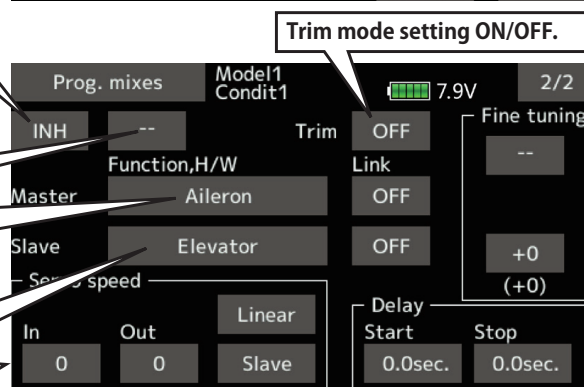 Trim mode setting ON/OFF.
Prog. mixes Model1 Condit1 7.9V 2/2
INH -- Trim OFF Fine tuning
--
Function,H/W Link
Master Aileron OFF
Slave Elevator OFF +0
(+0)
Servo speed
Linear Delay
In Out Start Stop
0 0 Slave 0.0sec. 0.0sec.